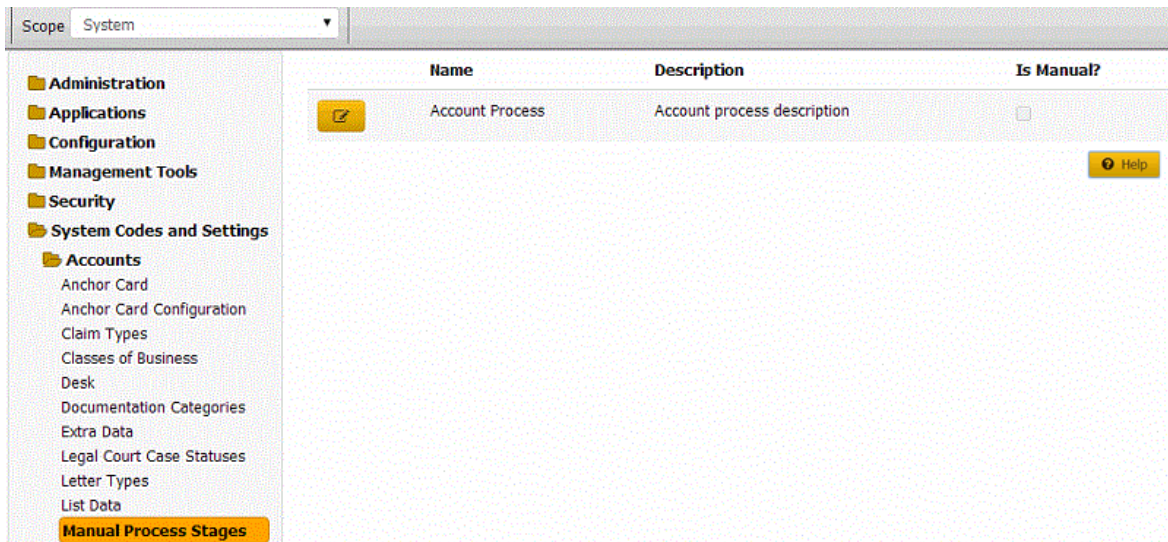 Scope System
Administration
Applications
Configuration
Management Tools
Security
System Codes and Settings
Accounts
Anchor Card
Anchor Card Configuration
Claim Types
Classes of Business
Desk
Documentation Categories
Extra Data
Legal Court Case Statuses
Letter Types
List Data
Manual Process Stages
Name Description Is Manual?
Account Process Account process description
Help